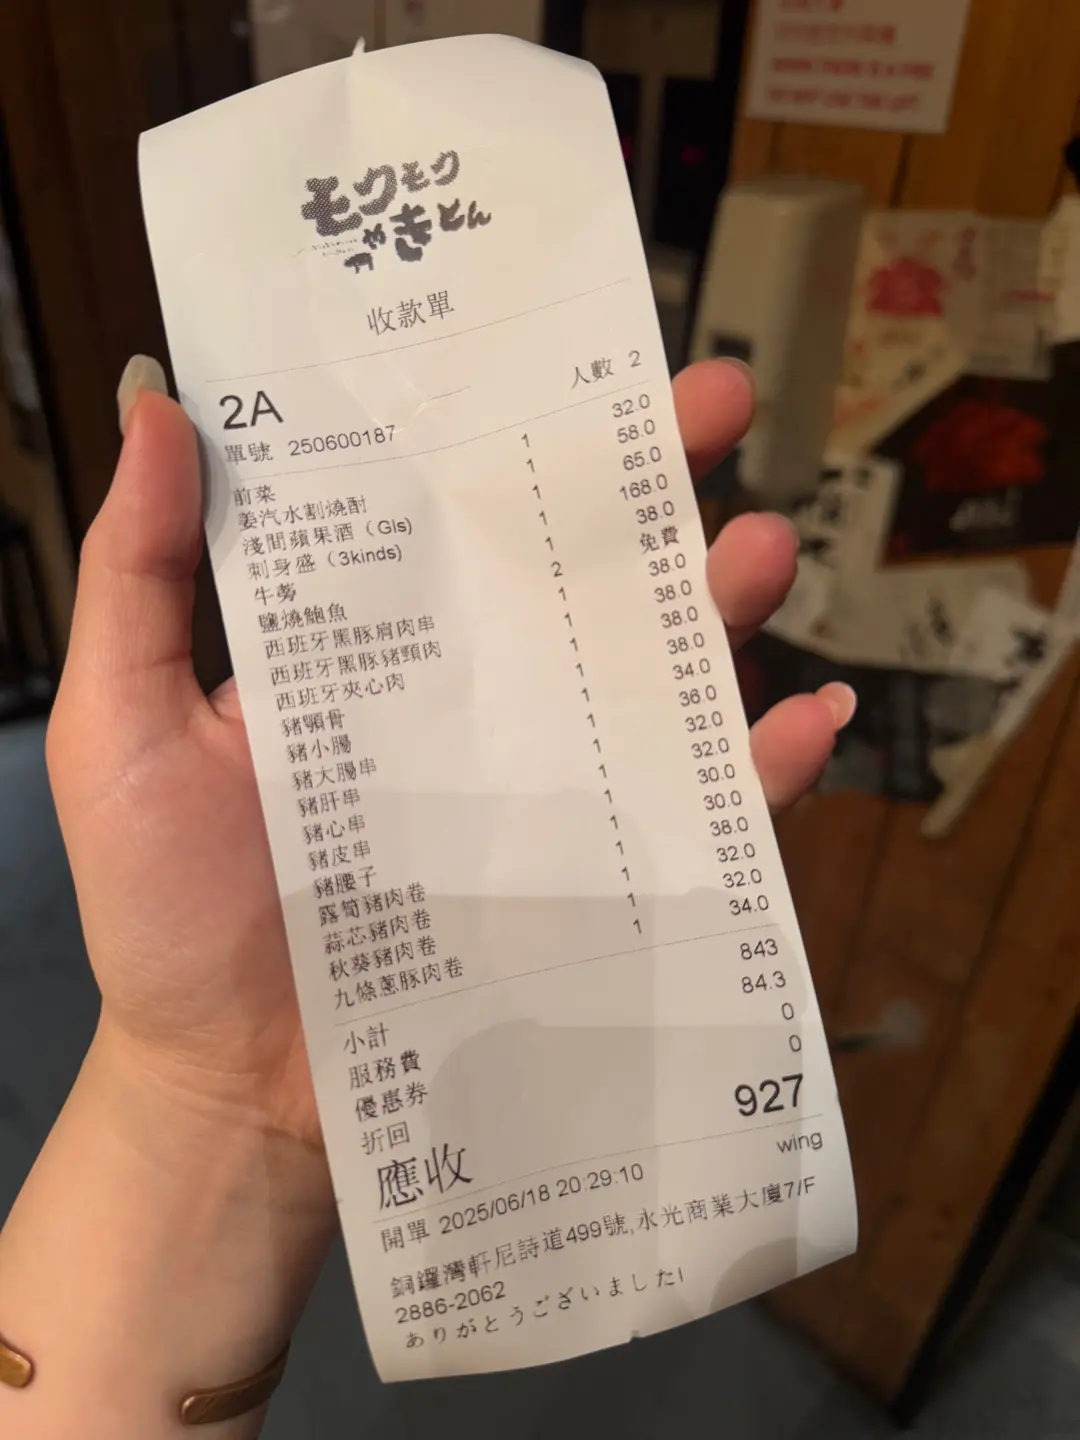 モクモク
やきとん
收款單
2A 人數 2
單號 250600187
前菜 1 32.0
姜汽水割燒酎 1 58.0
淺間蘋果酒（Gls） 1 65.0
刺身盛（3kinds） 1 168.0
牛蒡 1 38.0
鹽燒鮑魚 2 免費
西班牙黑豚肩肉串 1 38.0
西班牙黑豚豬頸肉 1 38.0
西班牙夾心肉 1 38.0
豬顎骨 1 38.0
豬小腸 1 34.0
豬大腸串 1 36.0
豬肝串 1 32.0
豬心串 1 32.0
豬皮串 1 30.0
豬腰子 1 30.0
露筍豬肉卷 1 38.0
蒜芯豬肉卷 1 32.0
秋葵豬肉卷 1 32.0
九條蔥豚肉卷 1 34.0
小計 843
服務費 84.3
優惠券 0
折回 0
應收 927
開單 2025/06/18 20:29:10 wing
銅鑼灣軒尼詩道499號,永光商業大廈7/F
2886-2062
ありがとうございました!